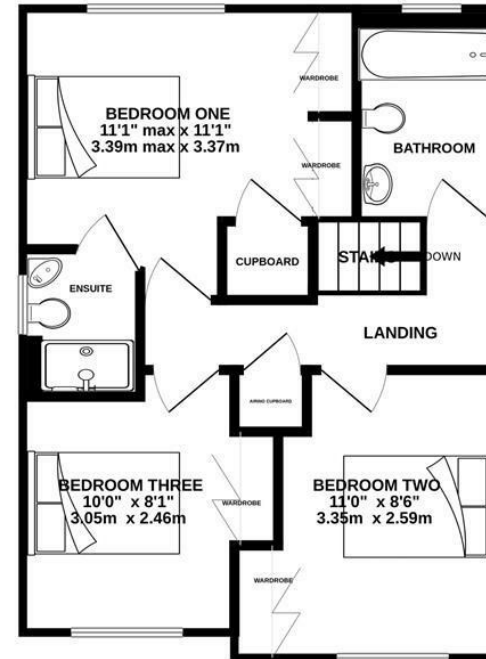 WARDROBE
BEDROOM ONE
11'1" max x 11'1"
3.39m max x 3.37m
BATHROOM
WARDROBE
STAIRS
DOWN
CUPBOARD
ENSUITE
LANDING
AIRING CUPBOARD
BEDROOM THREE
10'0" x 8'1"
3.05m x 2.46m
BEDROOM TWO
11'0" x 8'6"
3.35m x 2.59m
WARDROBE
WARDROBE